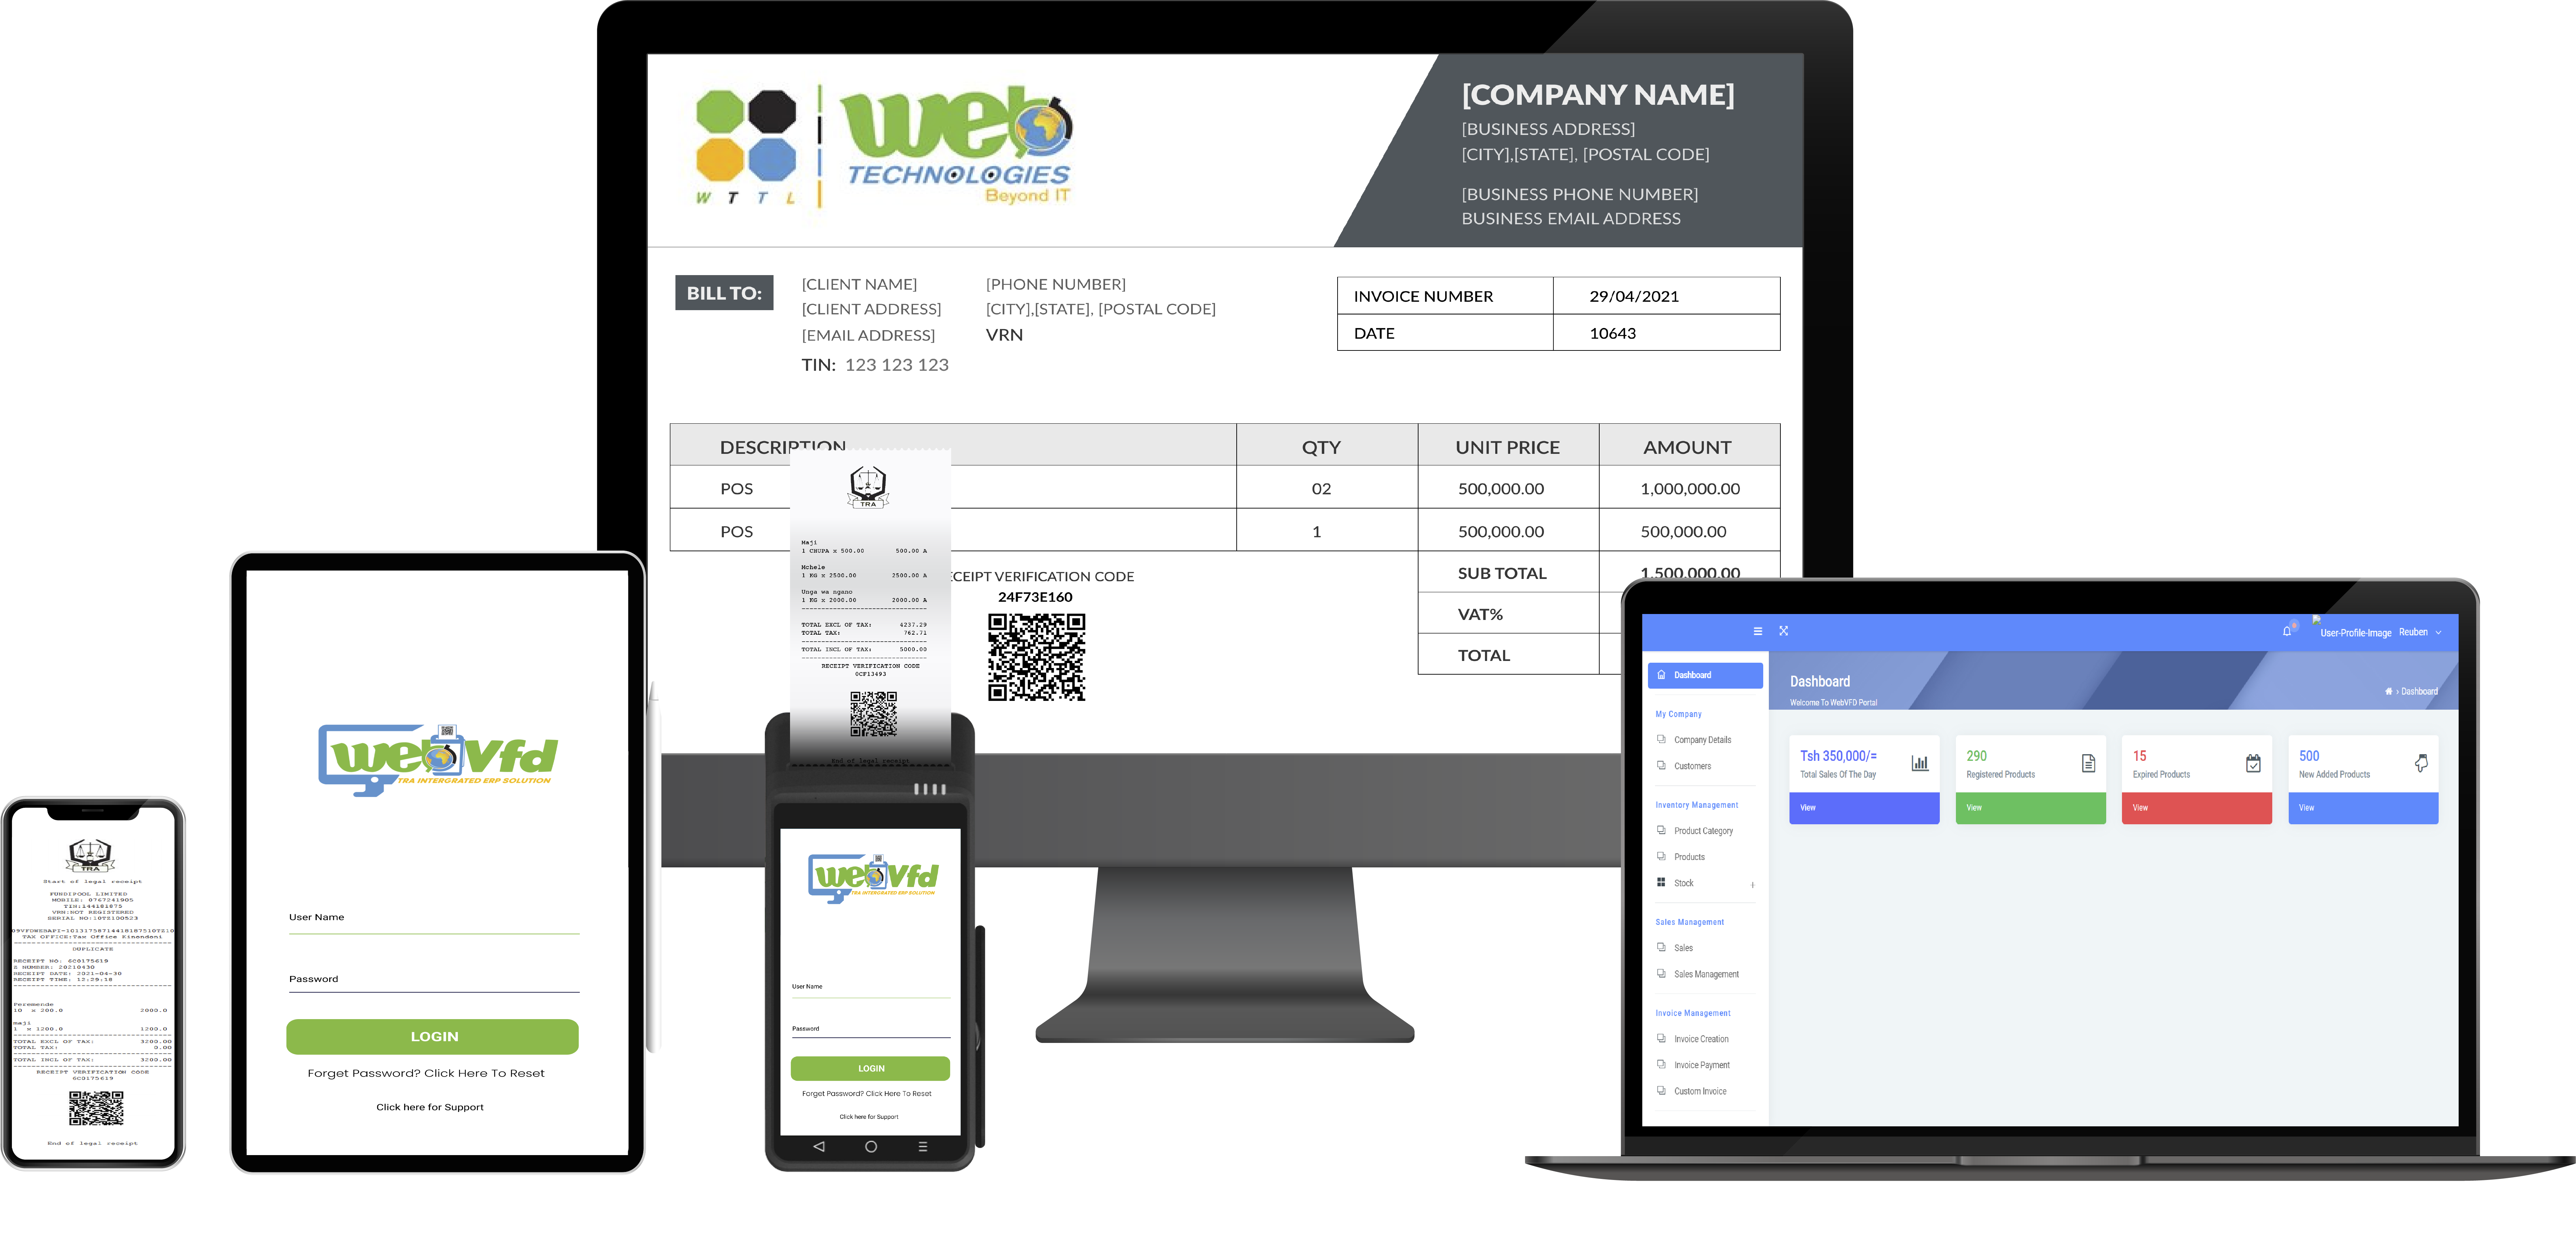 W T T L
web
TECHNOLOGIES
Beyond IT
[COMPANY NAME]
[BUSINESS ADDRESS]
[CITY],[STATE], [POSTAL CODE]
[BUSINESS PHONE NUMBER]
BUSINESS EMAIL ADDRESS
BILL TO:
[CLIENT NAME]
[CLIENT ADDRESS]
[EMAIL ADDRESS]
TIN: 123 123 123
[PHONE NUMBER]
[CITY],[STATE], [POSTAL CODE]
VRN
INVOICE NUMBER 29/04/2021
DATE 10643
DESCRIPTION QTY UNIT PRICE AMOUNT
POS 02 500,000.00 1,000,000.00
POS 1 500,000.00 500,000.00
SUB TOTAL 1,500,000.00
VAT%
TOTAL
CEIPT VERIFICATION CODE
24F73E160
TRA
Maji
1 CHUPA x 500.00 500.00 A
Mchele
1 KG x 2500.00 2500.00 A
Unga wa ngano
1 KG x 2000.00 2000.00 A
TOTAL EXCL OF TAX: 4237.29
TOTAL TAX: 762.71
TOTAL INCL OF TAX: 5000.00
RECEIPT VERIFICATION CODE
0CF13493
End of legal receipt
webVfd
TRA INTERGRATED ERP SOLUTION
User Name
Password
LOGIN
Forget Password? Click Here To Reset
Click here for Support
TRA
Start of legal receipt
FUNDIPOOL LIMITED
MOBILE: 0767241905
TIN:144181875
VRN:NOT REGISTERED
SERIAL NO:10TZ100523
TAX OFFICE:Tax Office Kinondoni
DUPLICATE
RECEIPT NO: 6C0175619
Z NUMBER: 20210430
RECEIPT DATE: 2021-04-30
RECEIPT TIME: 12:29:18
Peremende
10 x 200.0 2000.0
maji
1 x 1200.0 1200.0
TOTAL EXCL OF TAX: 3200.00
TOTAL TAX: 0.00
TOTAL INCL OF TAX: 3200.00
RECEIPT VERIFICATION CODE
6C0175619
End of legal receipt
webVfd
TRA INTERGRATED ERP SOLUTION
User Name
Password
LOGIN
Forget Password? Click Here To Reset
Click here for Support
0
User-Profile-Image Reuben
Dashboard
My Company
Company Details
Customers
Inventory Management
Product Category
Products
Stock +
Sales Management
Sales
Sales Management
Invoice Management
Invoice Creation
Invoice Payment
Custom Invoice
Dashboard
Welcome To WebVFD Portal
› Dashboard
Tsh 350,000/=
Total Sales Of The Day
View
290
Registered Products
View
15
Expired Products
View
500
New Added Products
View